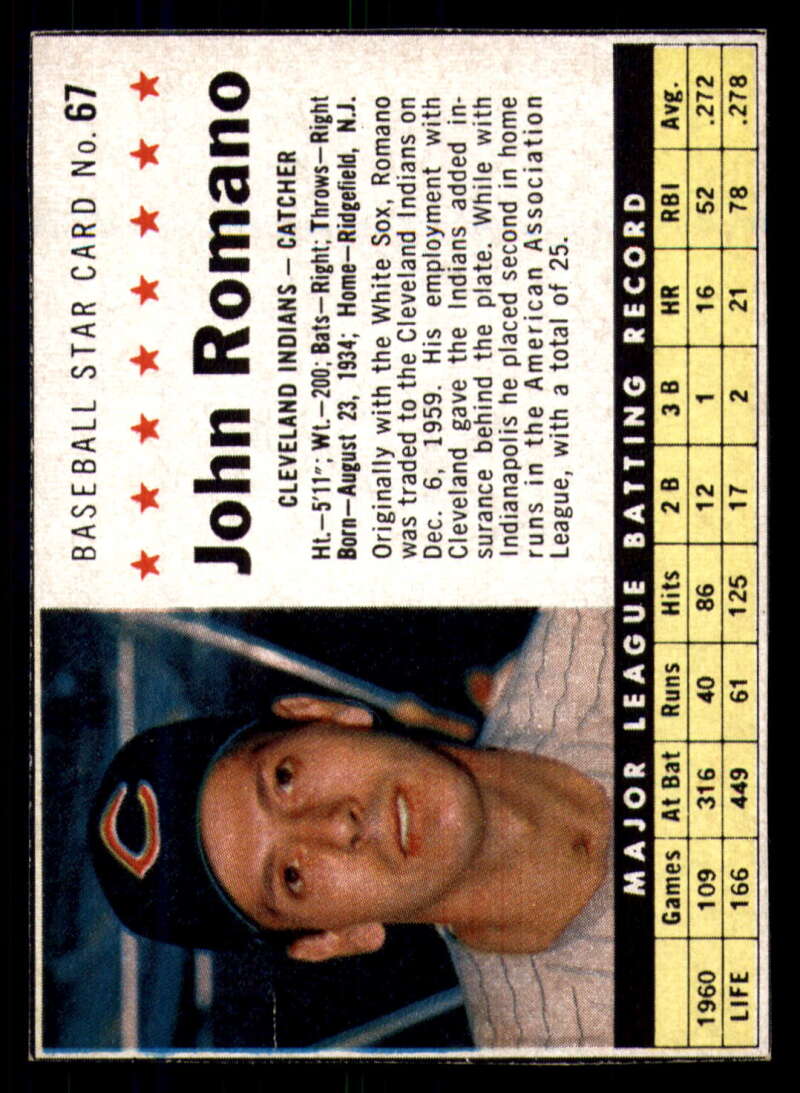 BASEBALL STAR CARD No. 67
★ ★ ★ ★ ★ ★ ★ ★
John Romano
CLEVELAND INDIANS – CATCHER
Ht.–5'11"; Wt.–200; Bats–Right; Throws–Right
Born–August 23, 1934; Home–Ridgefield, N.J.
Originally with the White Sox, Romano
was traded to the Cleveland Indians on
Dec. 6, 1959. His employment with
Cleveland gave the Indians added in-
surance behind the plate. While with
Indianapolis he placed second in home
runs in the American Association
League, with a total of 25.
C
MAJOR LEAGUE BATTING RECORD
Games At Bat Runs Hits 2 B 3 B HR RBI Avg.
1960 109 316 40 86 12 1 16 52 .272
LIFE 166 449 61 125 17 2 21 78 .278